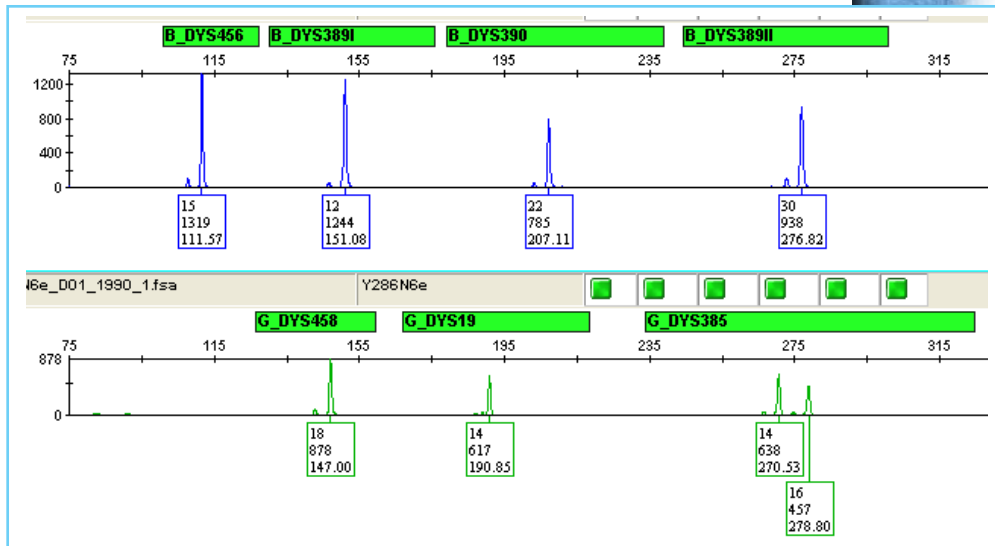 B_DYS456 B_DYS389I B_DYS390 B_DYS389II
75 115 155 195 235 275 315
1200
800
400
0
15 12 22 30
1319 1244 785 938
111.57 151.08 207.11 276.82
N6e_D01_1990_1.fsa Y286N6e
G_DYS458 G_DYS19 G_DYS385
75 115 155 195 235 275 315
878
0
18 14 14
878 617 638
147.00 190.85 270.53
16
457
278.80